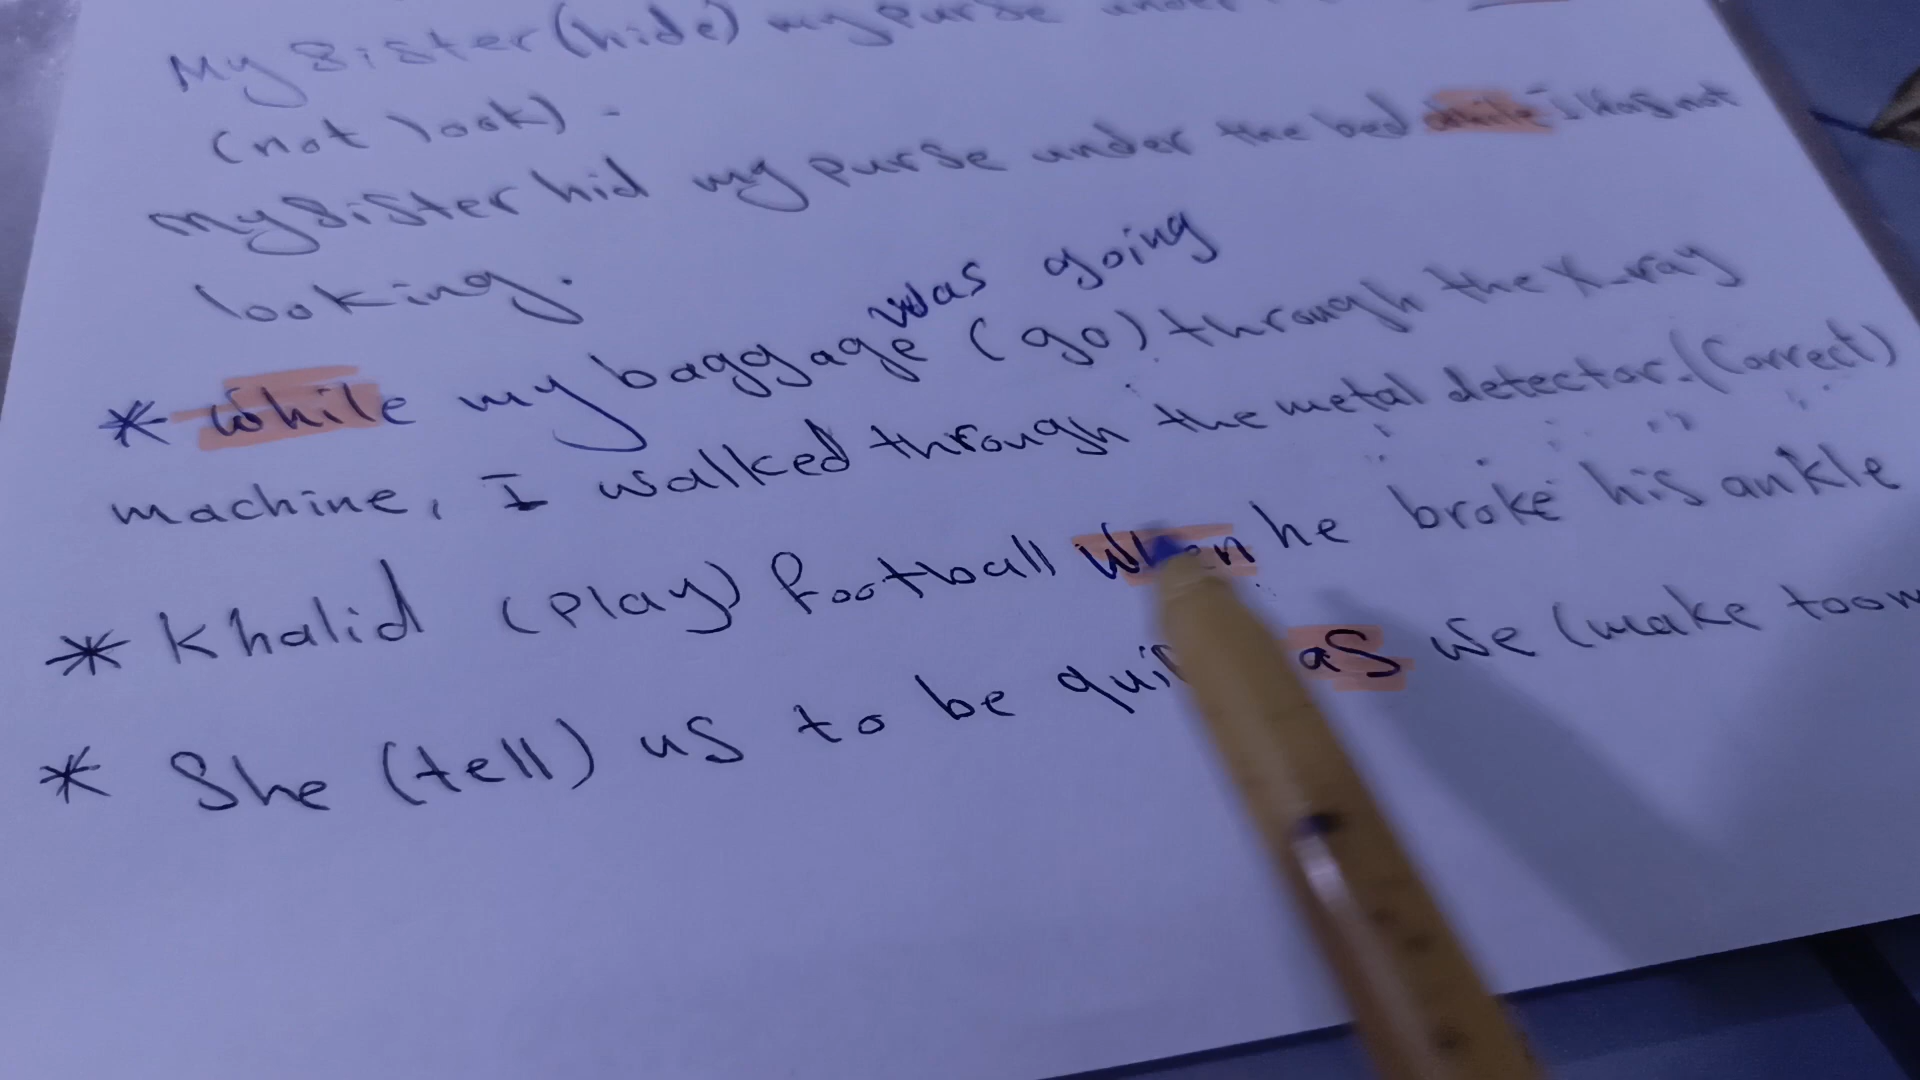 My sister (hide) my purse under
(not look).
my sister hid my purse under the bed while I was not
looking.
was going
* while my baggage (go) through the X-ray
machine, I walked through the metal detector. (Correct)
* Khalid (play) football when he broke his ankle
* She (tell) us to be as we (make too